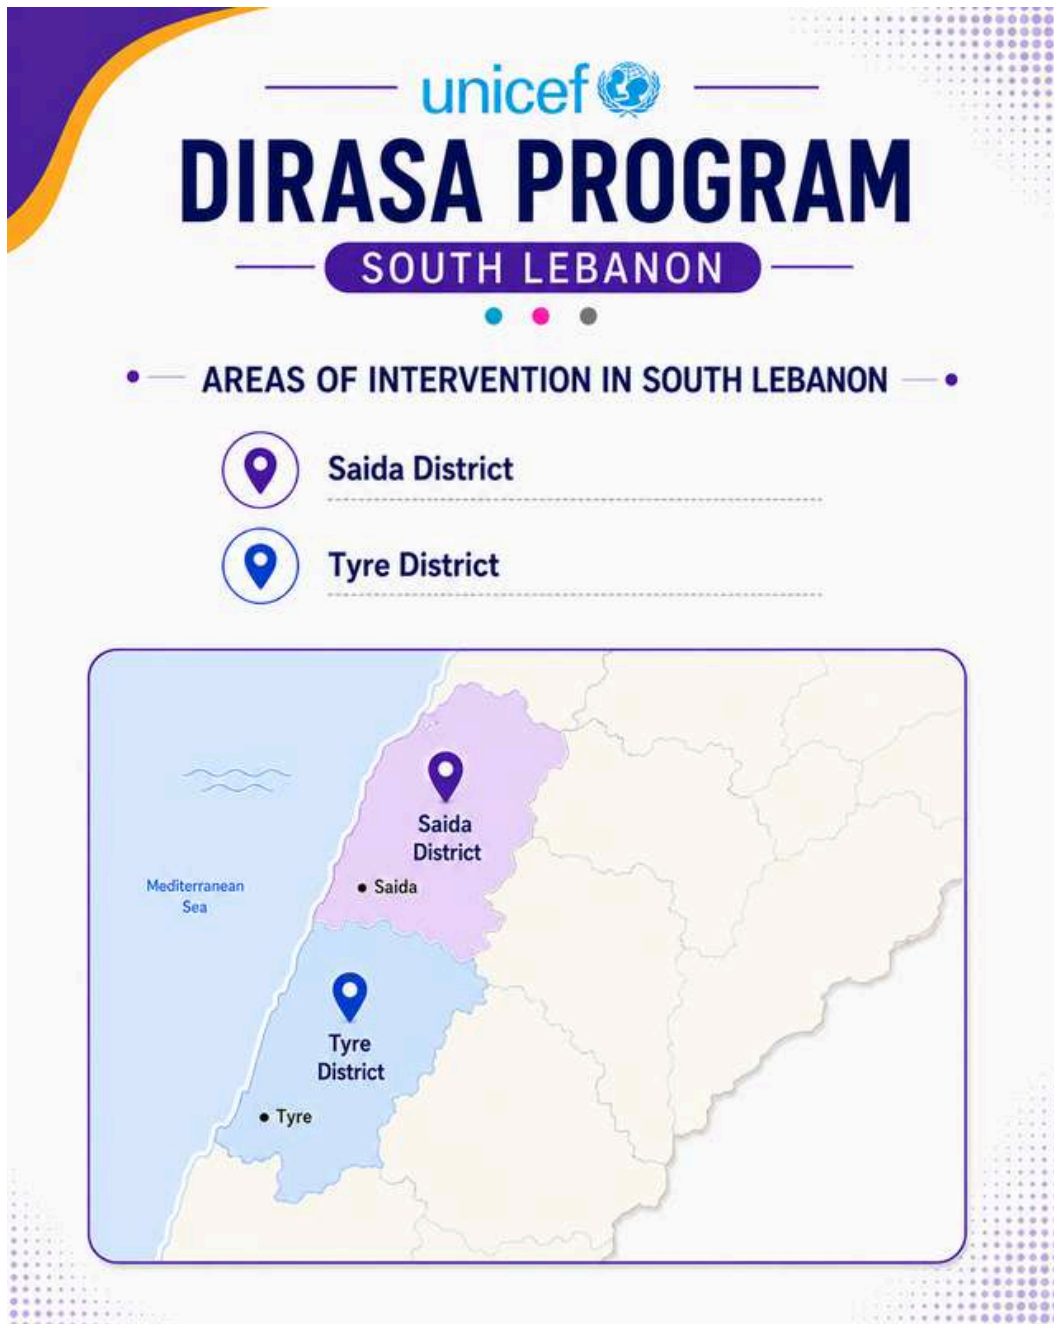 unicef
DIRASA PROGRAM
SOUTH LEBANON
AREAS OF INTERVENTION IN SOUTH LEBANON
Saida District
Tyre District
Saida
District
Saida
Mediterranean
Sea
Tyre
District
Tyre